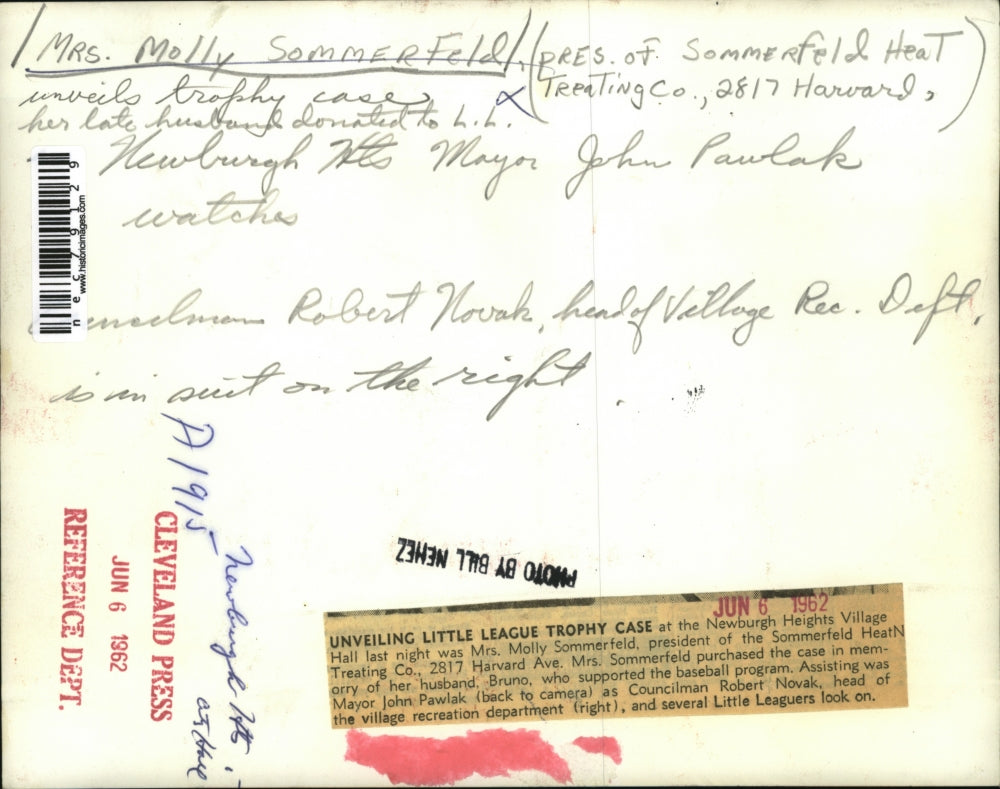 MRS. Molly SOMMERFeld, (PRES. OF SOMMERFeld HeaT
TReaTing Co., 2817 Harvard,)
unveils trophy case
her late husband donated to L.L.
Newburgh Hts Mayor John Pawlak
watches
Robert Novak, head of Village Rec. Dept.
is in suit on the right.
nec79129
www.historicimages.com
A1915-
Newburgh Hts -
CLEVELAND PRESS
JUN 6 1962
REFERENCE DEPT.
PHOTO BY BILL NEHEZ
JUN 6 1962
UNVEILING LITTLE LEAGUE TROPHY CASE at the Newburgh Heights Village
Hall last night was Mrs. Molly Sommerfeld, president of the Sommerfeld HeatN
Treating Co., 2817 Harvard Ave. Mrs. Sommerfeld purchased the case in mem-
orry of her husband, Bruno, who supported the baseball program. Assisting was
Mayor John Pawlak (back to camera) as Councilman Robert Novak, head of
the village recreation department (right), and several Little Leaguers look on.